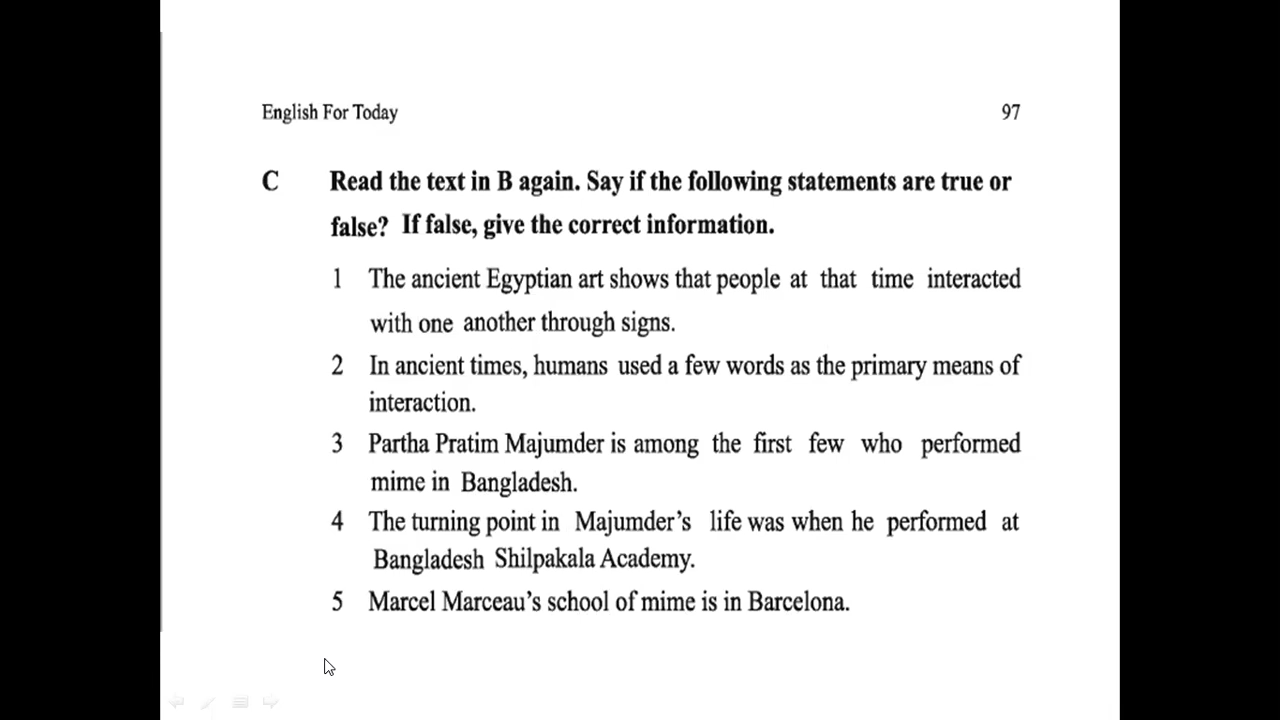 English For Today 97
C Read the text in B again. Say if the following statements are true or
false? If false, give the correct information.
1 The ancient Egyptian art shows that people at that time interacted
with one another through signs.
2 In ancient times, humans used a few words as the primary means of
interaction.
3 Partha Pratim Majumder is among the first few who performed
mime in Bangladesh.
4 The turning point in Majumder's life was when he performed at
Bangladesh Shilpakala Academy.
5 Marcel Marceau's school of mime is in Barcelona.